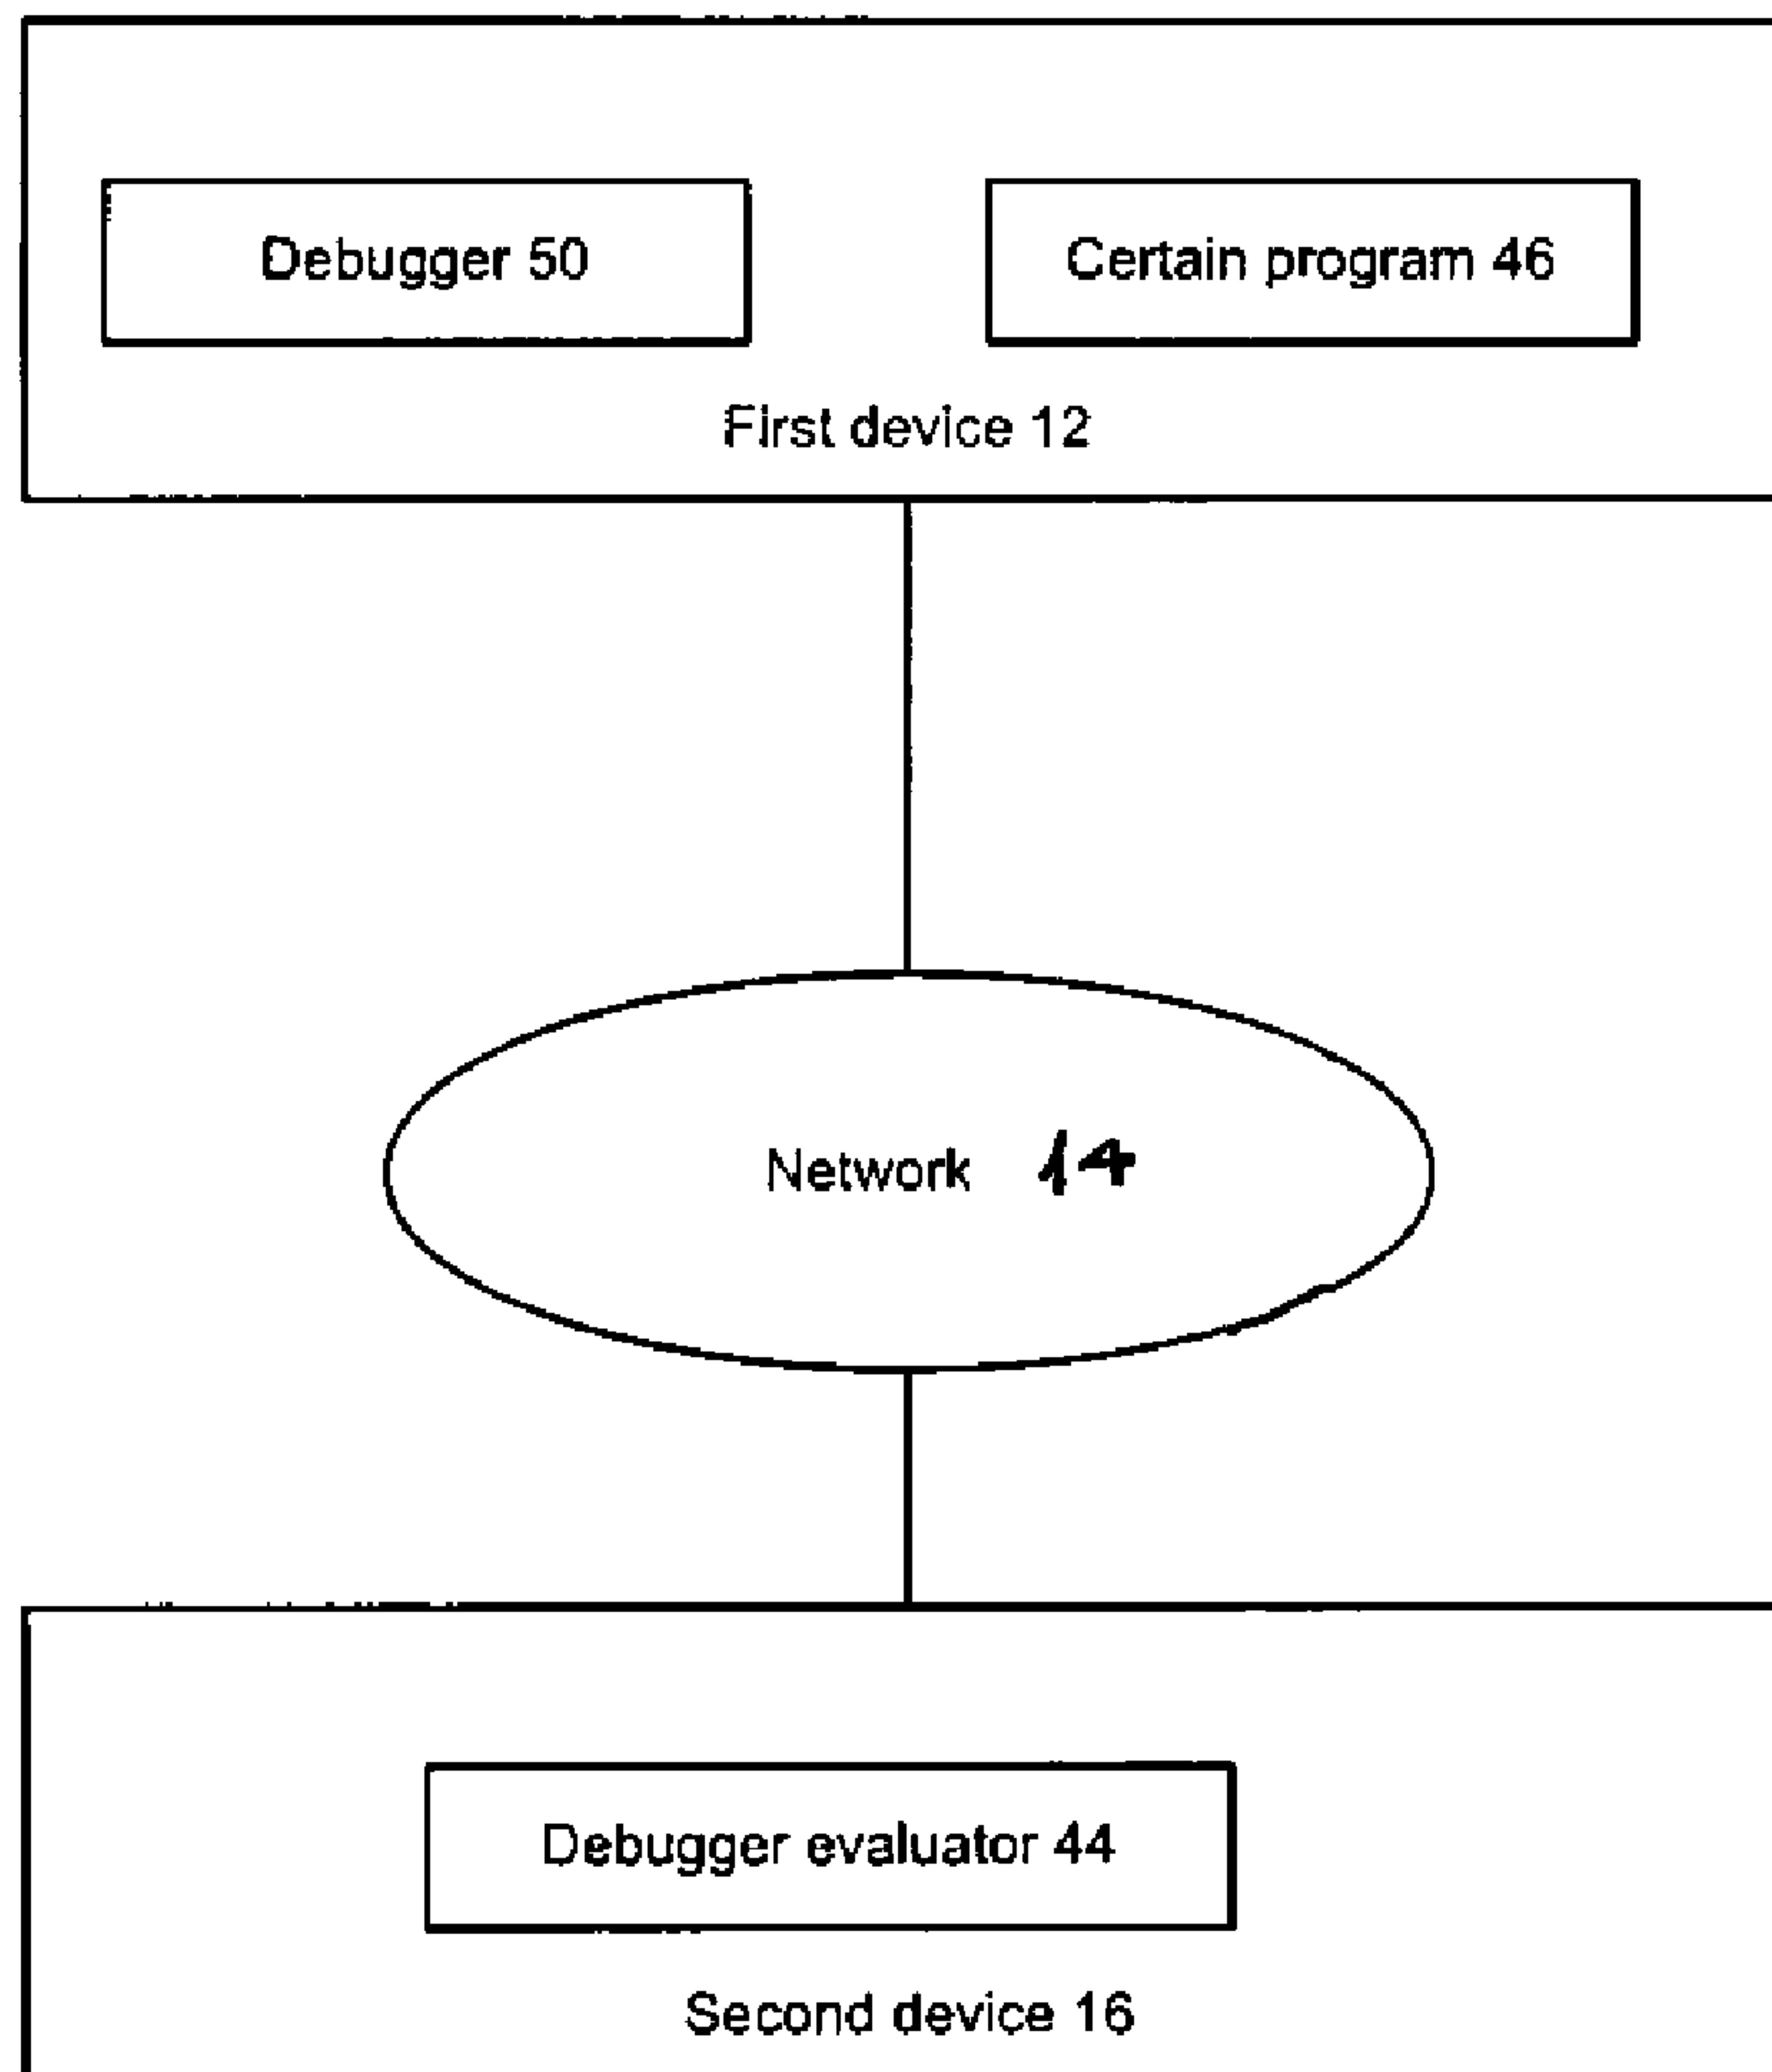 Debugger 50
Certain program 46
First device 12
Network 14
Debugger evaluator 44
Second device 16